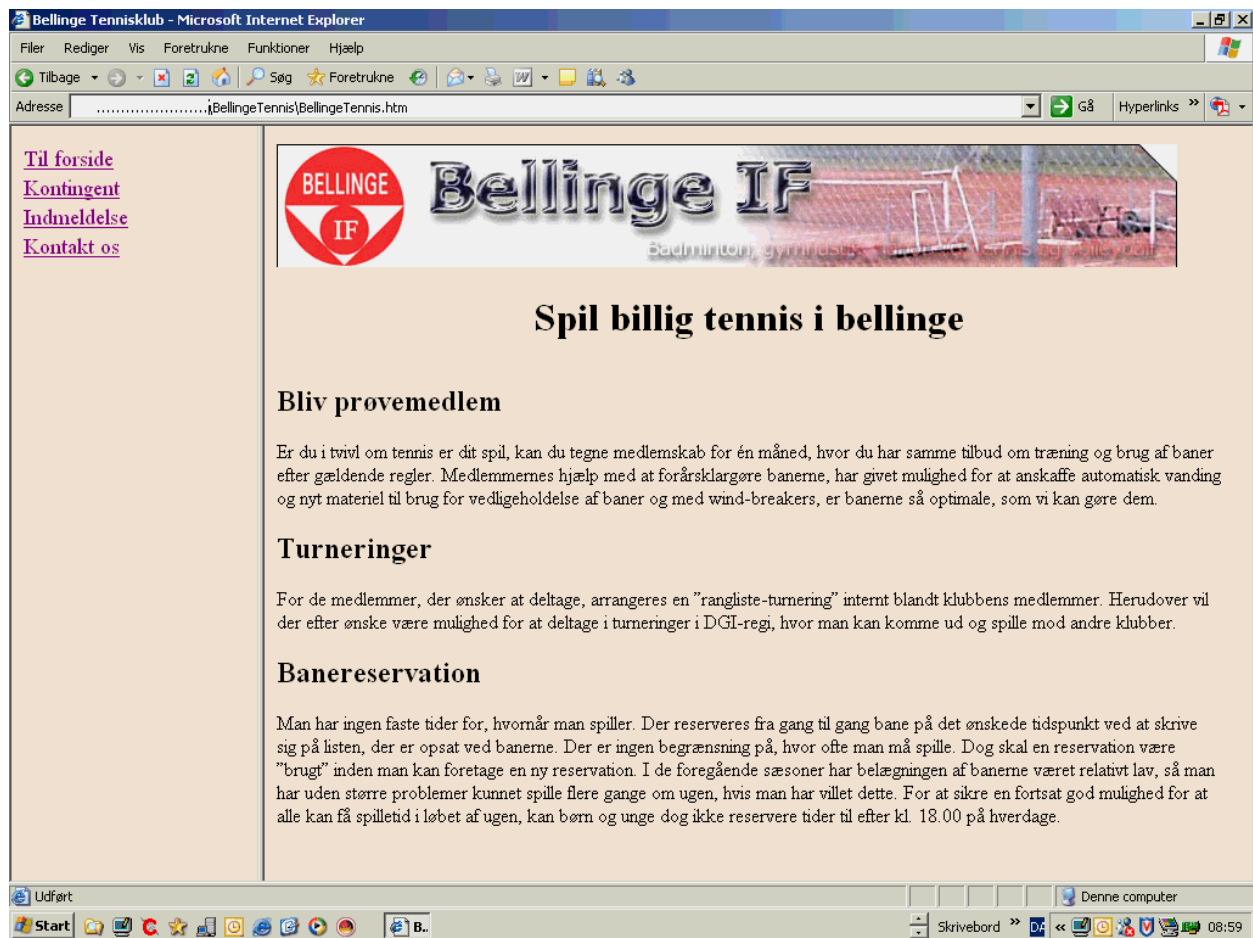 Bellinge Tennisklub - Microsoft Internet Explorer
Filer Rediger Vis Foretrukne Funktioner Hjælp
Tilbage Søg Foretrukne
Adresse ........................\BellingeTennis\BellingeTennis.htm Gå Hyperlinks »
Til forside
Kontingent
Indmeldelse
Kontakt os
BELLINGE
IF
Bellinge IF
Badminton, gymnastik,
Spil billig tennis i bellinge
Bliv prøvemedlem
Er du i tvivl om tennis er dit spil, kan du tegne medlemskab for én måned, hvor du har samme tilbud om træning og brug af baner
efter gældende regler. Medlemmernes hjælp med at forårsklargøre banerne, har givet mulighed for at anskaffe automatisk vanding
og nyt materiel til brug for vedligeholdelse af baner og med wind-breakers, er banerne så optimale, som vi kan gøre dem.
Turneringer
For de medlemmer, der ønsker at deltage, arrangeres en ”rangliste-turnering” internt blandt klubbens medlemmer. Herudover vil
der efter ønske være mulighed for at deltage i turneringer i DGI-regi, hvor man kan komme ud og spille mod andre klubber.
Banereservation
Man har ingen faste tider for, hvornår man spiller. Der reserveres fra gang til gang bane på det ønskede tidspunkt ved at skrive
sig på listen, der er opsat ved banerne. Der er ingen begrænsning på, hvor ofte man må spille. Dog skal en reservation være
”brugt” inden man kan foretage en ny reservation. I de foregående sæsoner har belægningen af banerne været relativt lav, så man
har uden større problemer kunnet spille flere gange om ugen, hvis man har villet dette. For at sikre en fortsat god mulighed for at
alle kan få spilletid i løbet af ugen, kan børn og unge dog ikke reservere tider til efter kl. 18.00 på hverdage.
Udført Denne computer
Start B.. Skrivebord » DA « 08:59